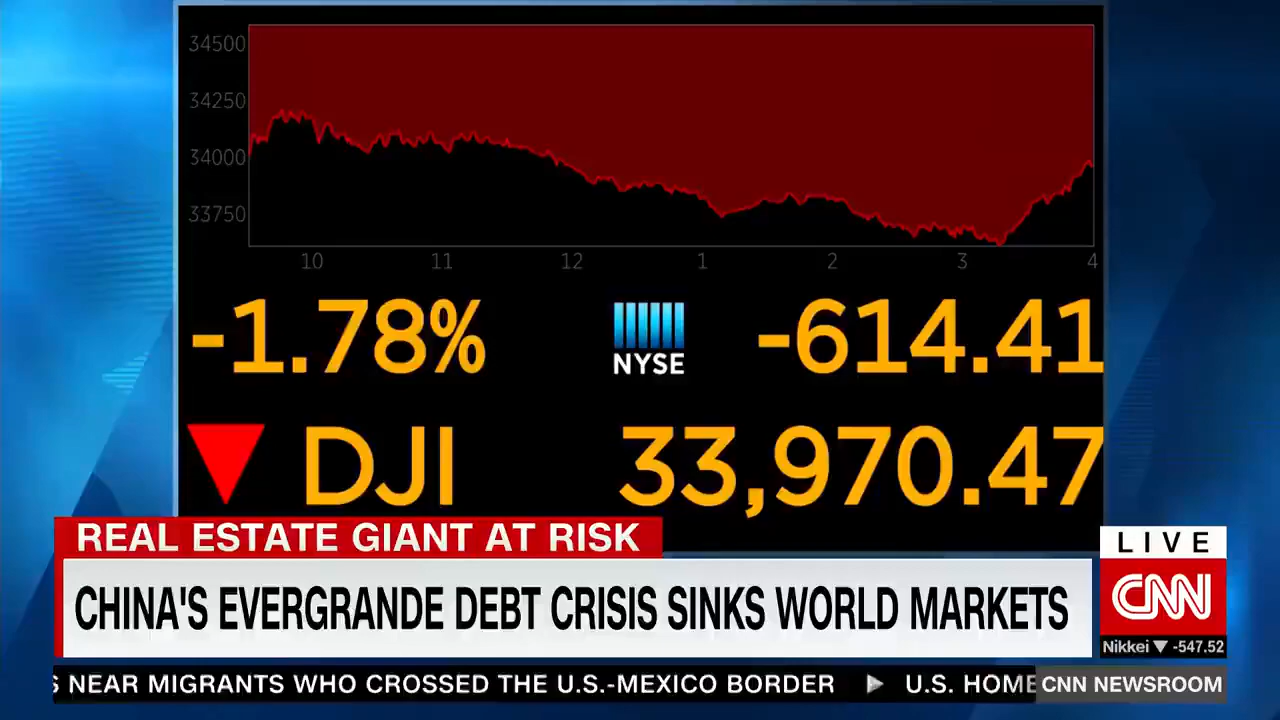 34500
34250
34000
33750
10 11 12 1 2 3 4
-1.78% NYSE -614.41
DJI 33,970.47
REAL ESTATE GIANT AT RISK
CHINA'S EVERGRANDE DEBT CRISIS SINKS WORLD MARKETS
LIVE
CNN
Nikkei ▼ -547.52
NEAR MIGRANTS WHO CROSSED THE U.S.-MEXICO BORDER ▶ U.S.
CNN NEWSROOM